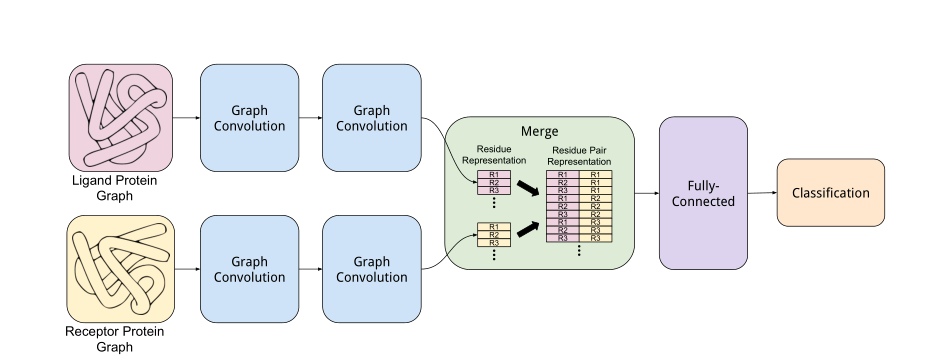 Ligand Protein
Graph
Graph
Convolution
Graph
Convolution
Receptor Protein
Graph
Graph
Convolution
Graph
Convolution
Merge
Residue
Representation
R1
R2
R3
R1
R2
R3
Residue Pair
Representation
R1 R1
R2 R1
R3 R1
R1 R2
R2 R2
R3 R2
R1 R3
R2 R3
R3 R3
Fully-
Connected
Classification